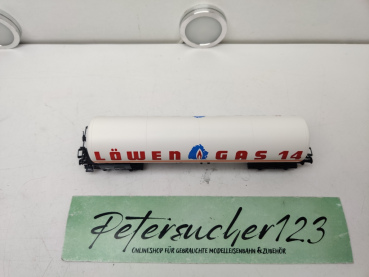 LÖWEN GAS 14
Petersucher123
ONLINESHOP FÜR GEBRAUCHTE MODELLEISENBAHN & ZUBEHÖR